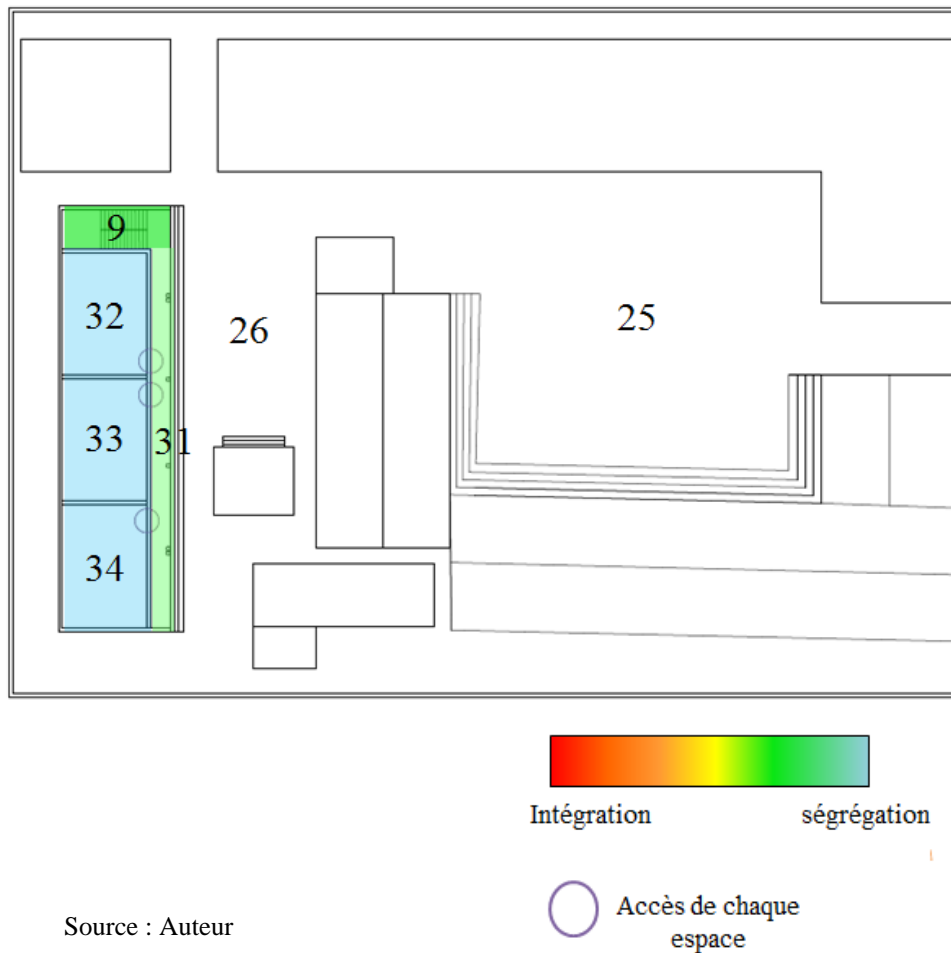 9
32
26
25
33
31
34
Intégration
ségrégation
Source : Auteur
Accès de chaque
espace